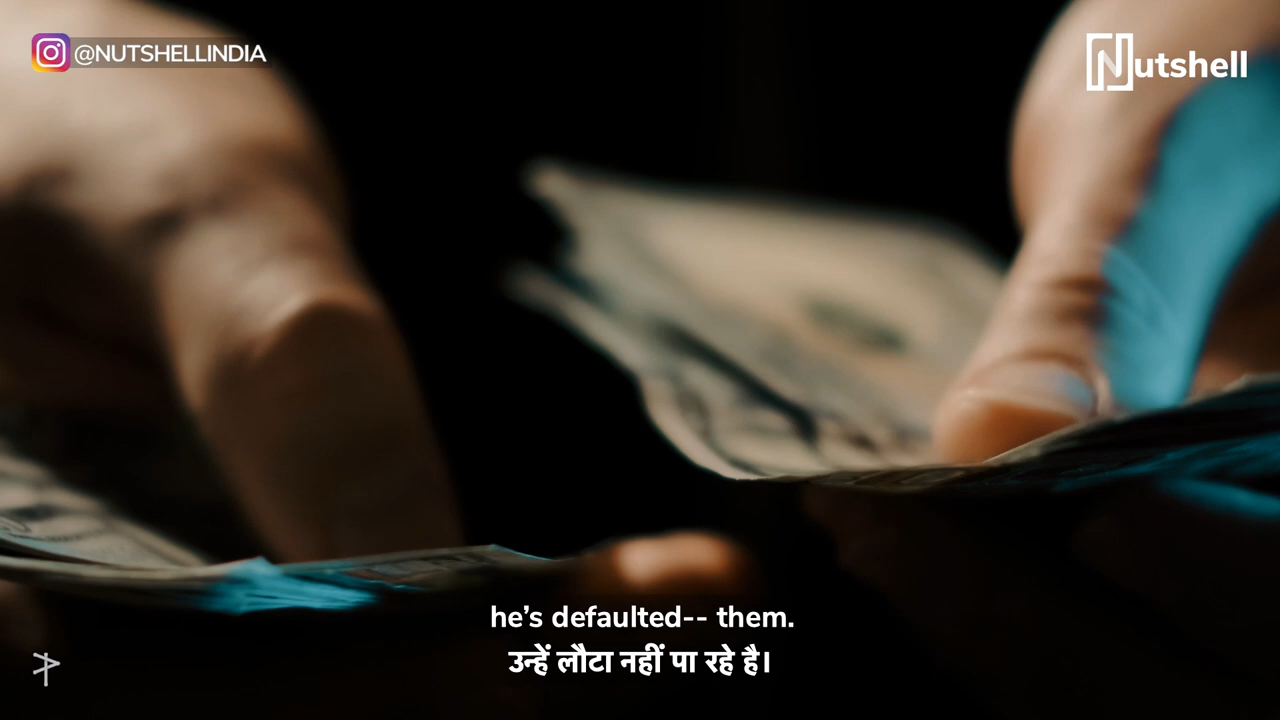 @NUTSHELLINDIA
Nutshell
he’s defaulted-- them.
उन्हें लौटा नहीं पा रहे है।